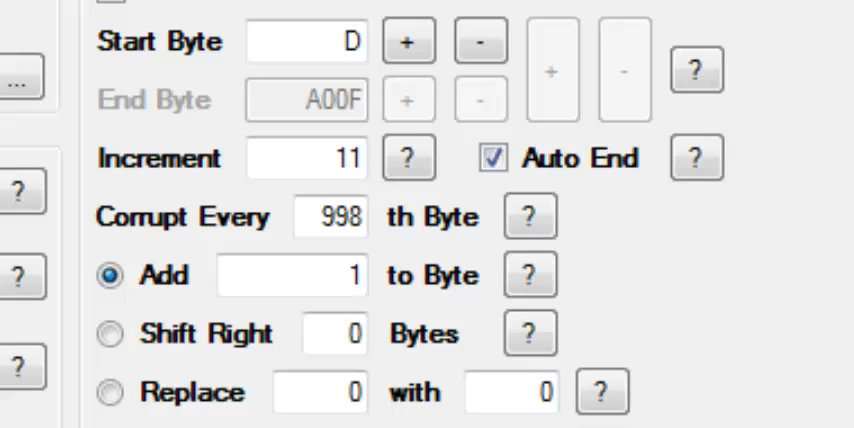 Start Byte D + - + - ?
End Byte A00F + -
... 
Increment 11 ? Auto End ?
?
Corrupt Every 998 th Byte ?
Add 1 to Byte ?
?
Shift Right 0 Bytes ?
?
Replace 0 with 0 ?